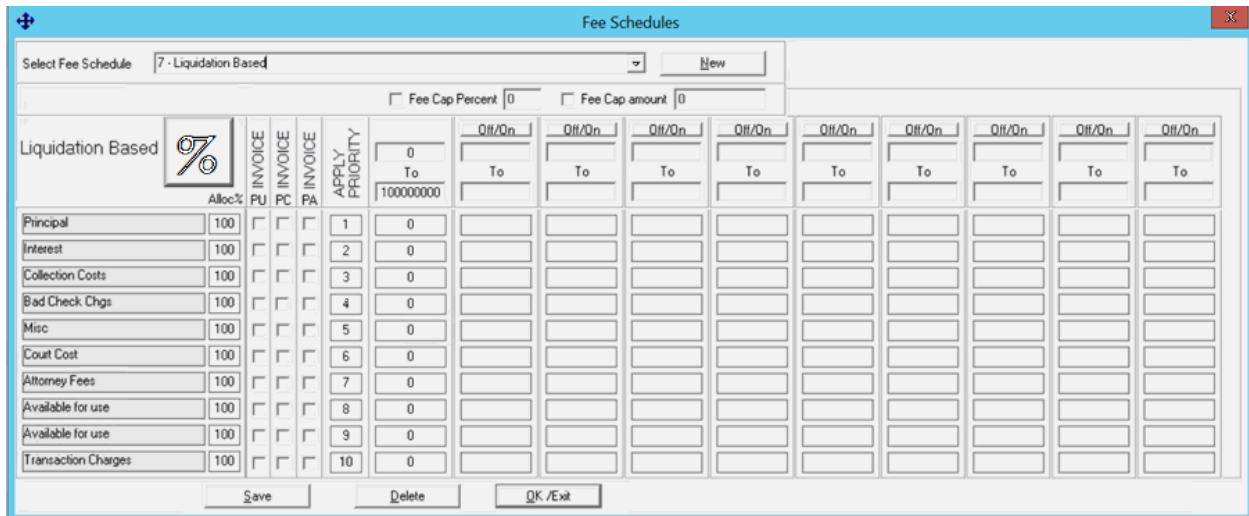 Fee Schedules
X
Select Fee Schedule 7 - Liquidation Based New
Fee Cap Percent 0 Fee Cap amount 0
Liquidation Based % Alloc% PU INVOICE PC INVOICE PA INVOICE APPLY PRIORITY 0 To 100000000
Off/On Off/On Off/On Off/On Off/On Off/On Off/On Off/On Off/On
To To To To To To To To To
Principal 100 1 0
Interest 100 2 0
Collection Costs 100 3 0
Bad Check Chgs 100 4 0
Misc 100 5 0
Court Cost 100 6 0
Attorney Fees 100 7 0
Available for use 100 8 0
Available for use 100 9 0
Transaction Charges 100 10 0
Save Delete OK /Exit